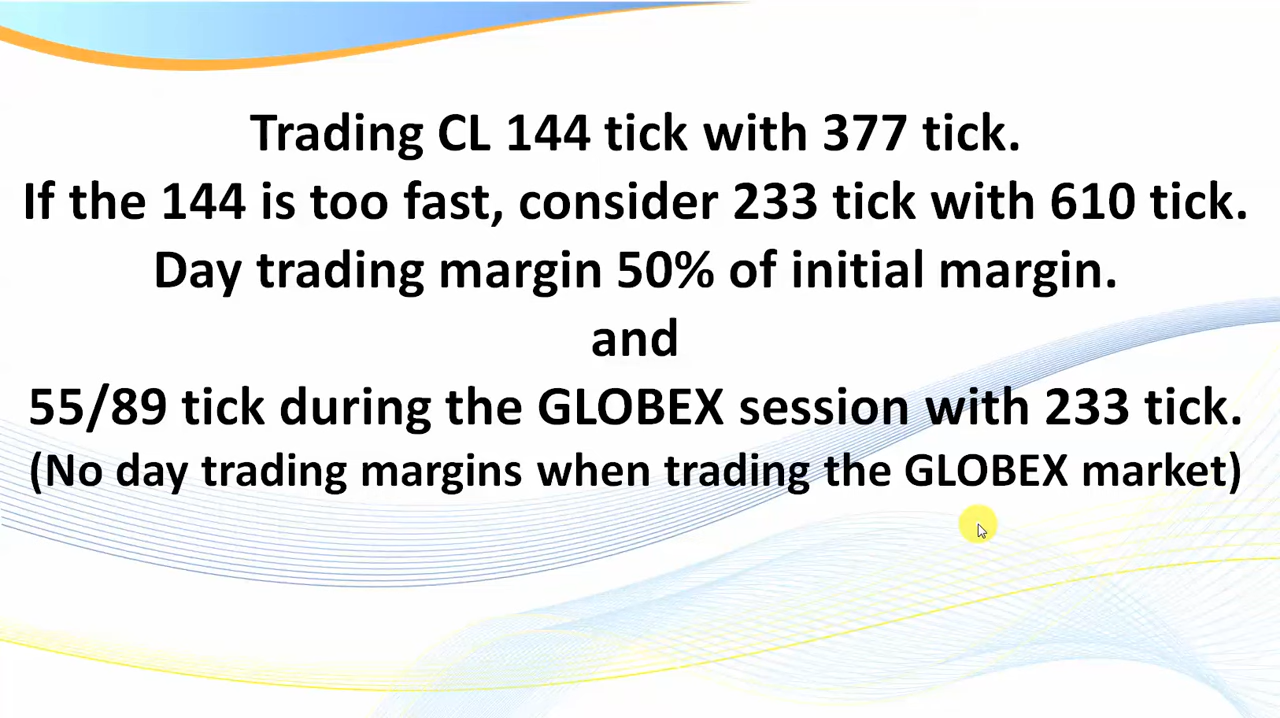 Trading CL 144 tick with 377 tick.
If the 144 is too fast, consider 233 tick with 610 tick.
Day trading margin 50% of initial margin.
and
55/89 tick during the GLOBEX session with 233 tick.
(No day trading margins when trading the GLOBEX market)